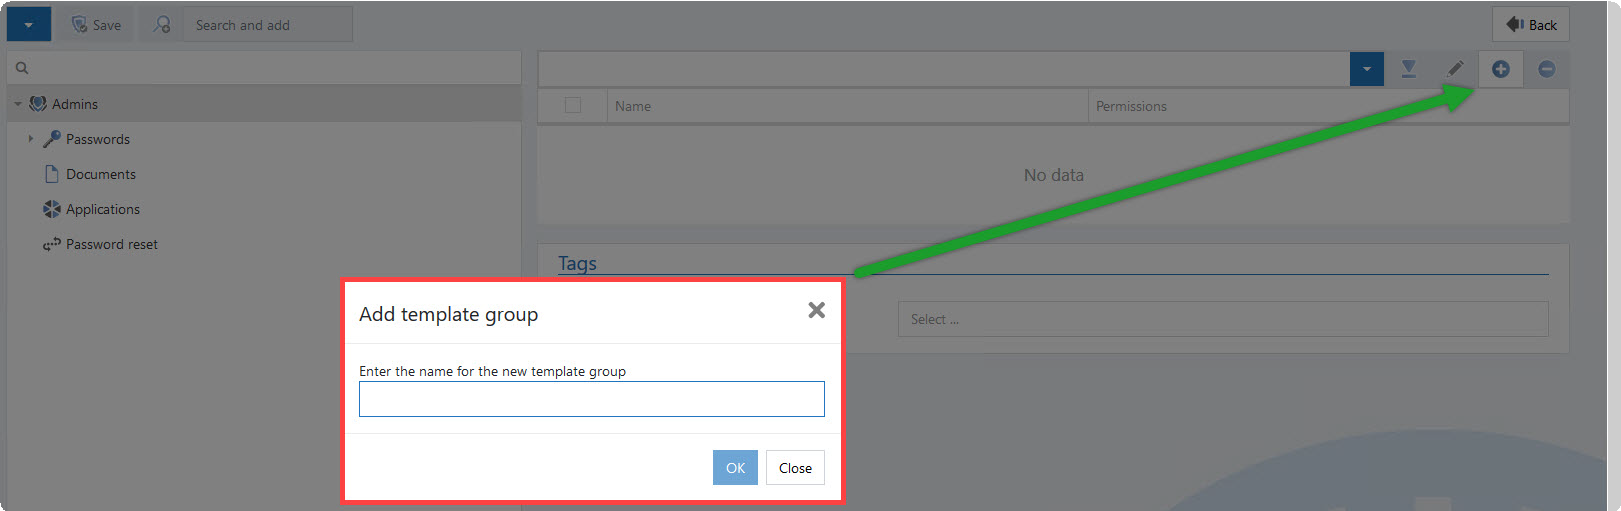 Save
Search and add
Back
Admins
Passwords
Documents
Applications
Password reset
Name
Permissions
No data
Tags
Select ...
Add template group
Enter the name for the new template group
OK
Close